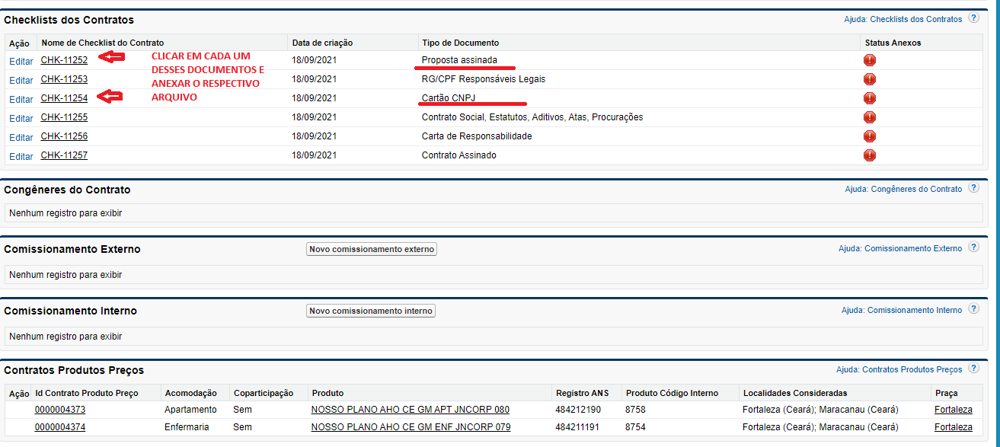 Checklists dos Contratos
Ajuda: Checklists dos Contratos ?
Ação Nome de Checklist do Contrato Data de criação Tipo de Documento Status Anexos
Editar CHK-11252 18/09/2021 Proposta assinada
Editar CHK-11253 18/09/2021 RG/CPF Responsáveis Legais
Editar CHK-11254 18/09/2021 Cartão CNPJ
Editar CHK-11255 18/09/2021 Contrato Social, Estatutos, Aditivos, Atas, Procurações
Editar CHK-11256 18/09/2021 Carta de Responsabilidade
Editar CHK-11257 18/09/2021 Contrato Assinado
CLICAR EM CADA UM
DESSES DOCUMENTOS E
ANEXAR O RESPECTIVO
ARQUIVO
Congêneres do Contrato
Ajuda: Congêneres do Contrato ?
Nenhum registro para exibir
Comissionamento Externo
Novo comissionamento externo
Ajuda: Comissionamento Externo ?
Nenhum registro para exibir
Comissionamento Interno
Novo comissionamento interno
Ajuda: Comissionamento Interno ?
Nenhum registro para exibir
Contratos Produtos Preços
Ajuda: Contratos Produtos Preços ?
Ação Id Contrato Produto Preço Acomodação Coparticipação Produto Registro ANS Produto Código Interno Localidades Consideradas Praça
0000004373 Apartamento Sem NOSSO PLANO AHO CE GM APT JNCORP 080 484212190 8758 Fortaleza (Ceará); Maracanau (Ceará) Fortaleza
0000004374 Enfermaria Sem NOSSO PLANO AHO CE GM ENF JNCORP 079 484211191 8754 Fortaleza (Ceará); Maracanau (Ceará) Fortaleza